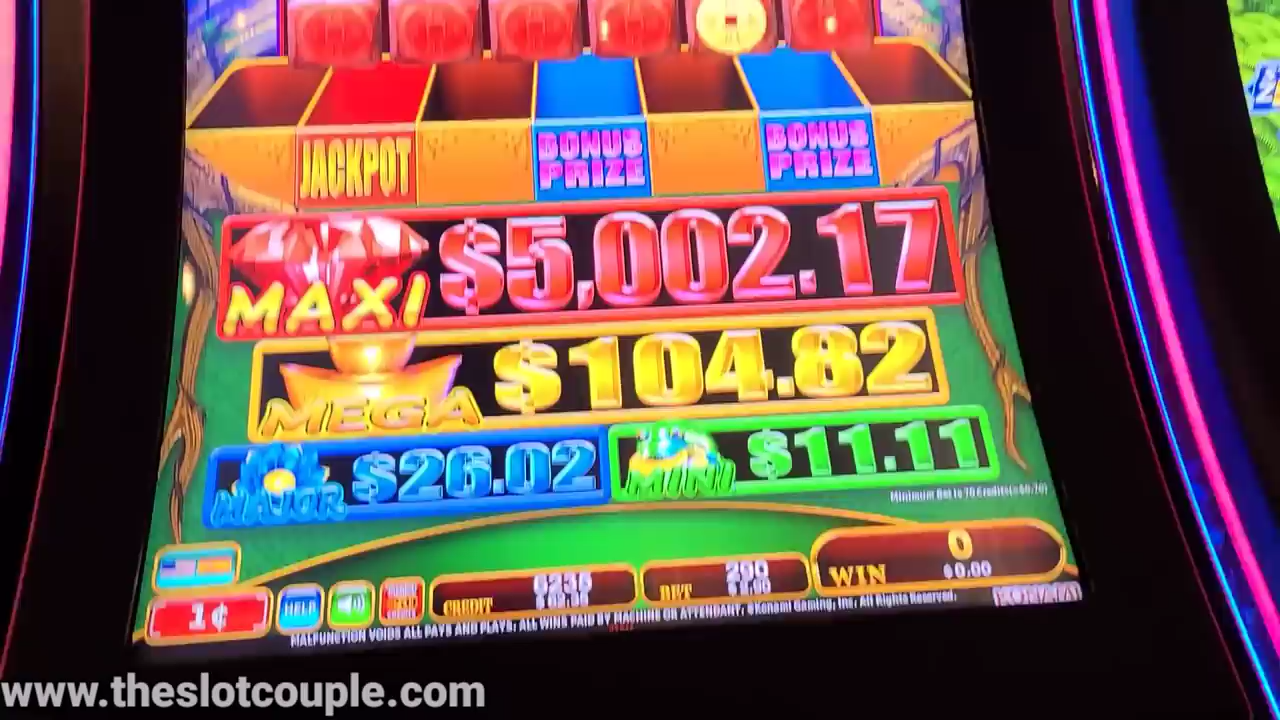 JACKPOT
BONUS PRIZE
BONUS PRIZE
MAXI $5,002.17
MEGA $104.82
MAJOR $26.02
MINI $11.11
WIN 0
$0.00
CREDIT
BET 290
1¢
HELP
MALFUNCTION VOIDS ALL PAYS AND PLAYS. ALL WINS PAID BY MACHINE OR ATTENDANT. ©Konami Gaming, Inc. All Rights Reserved.
www.theslotcouple.com